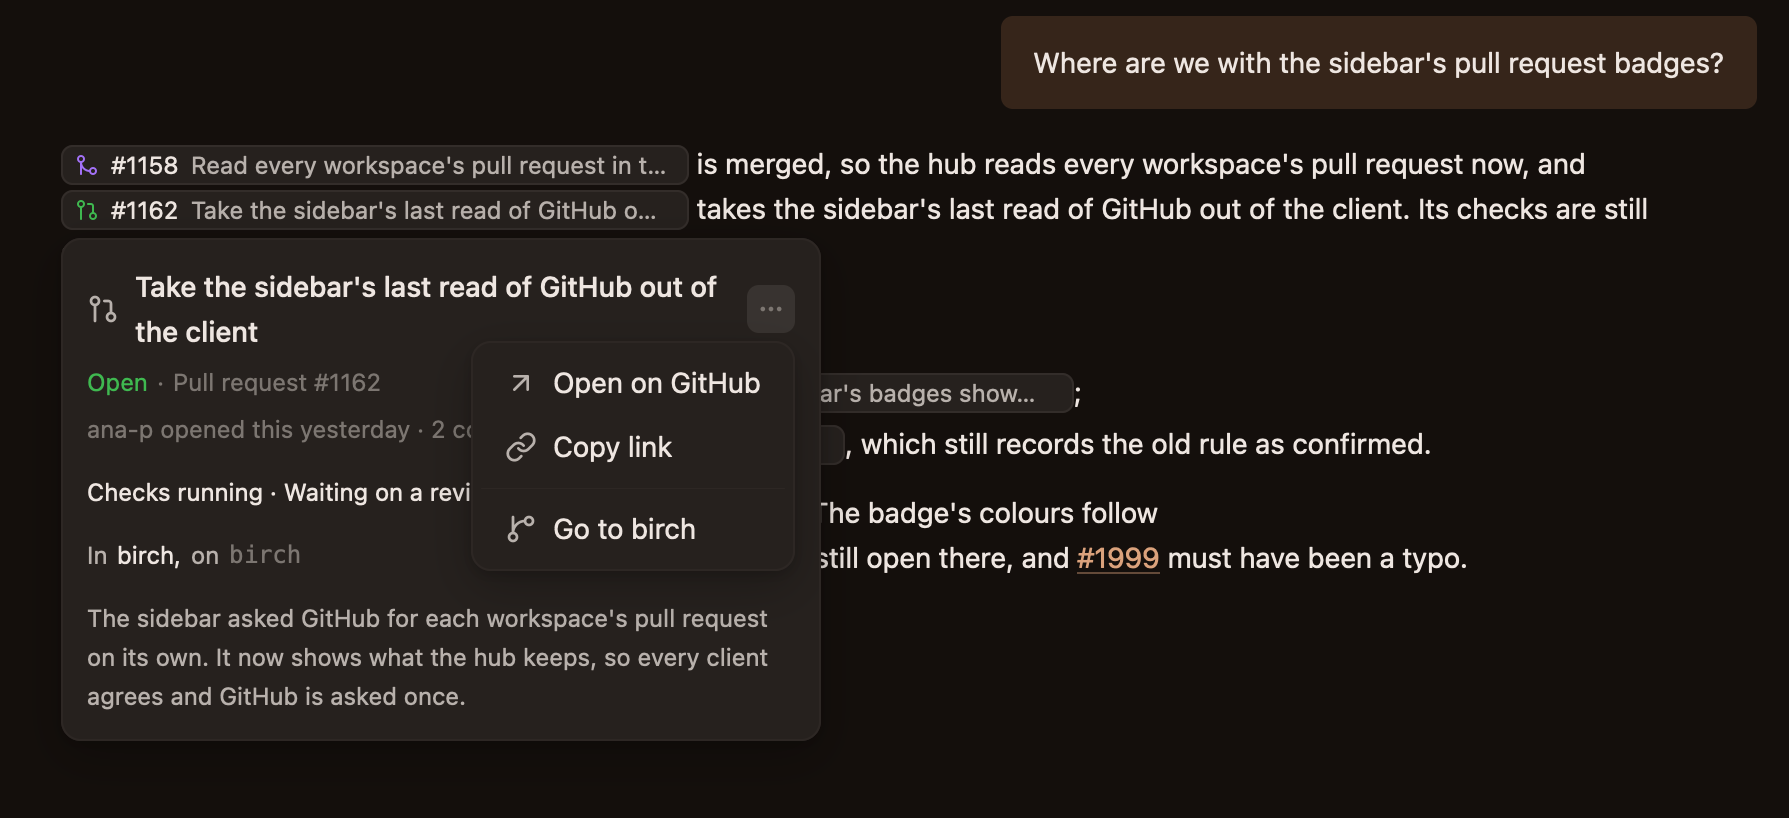 Where are we with the sidebar's pull request badges?
#1158 Read every workspace's pull request in t... is merged, so the hub reads every workspace's pull request now, and
#1162 Take the sidebar's last read of GitHub o... takes the sidebar's last read of GitHub out of the client. Its checks are still
Take the sidebar's last read of GitHub out of
the client
Open · Pull request #1162
ana-p opened this yesterday · 2
Checks running · Waiting on a
In birch, on birch
The sidebar asked GitHub for each workspace's pull request
on its own. It now shows what the hub keeps, so every client
agrees and GitHub is asked once.
Open on GitHub
Copy link
Go to birch
badges show... ;
, which still records the old rule as confirmed.
The badge's colours follow
still open there, and #1999 must have been a typo.